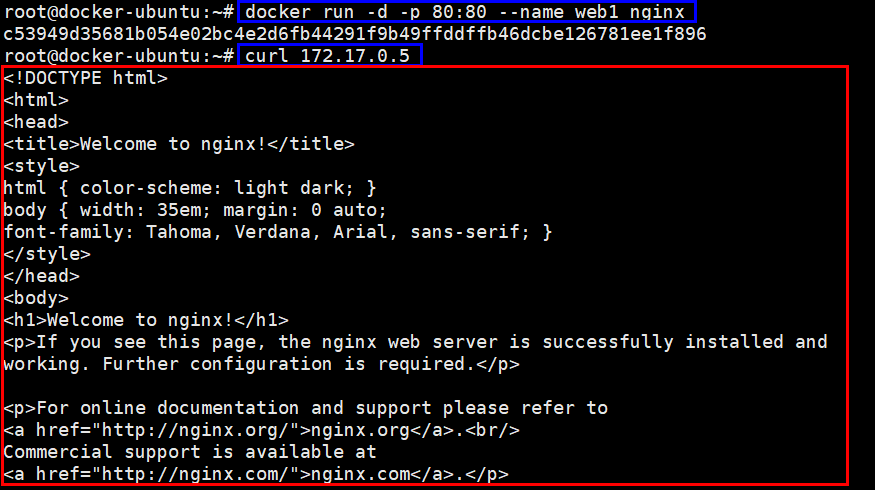 root@docker-ubuntu:~# docker run -d -p 80:80 --name web1 nginx
c53949d35681b054e02bc4e2d6fb44291f9b49ffddffb46dcbe126781ee1f896
root@docker-ubuntu:~# curl 172.17.0.5
<!DOCTYPE html>
<html>
<head>
<title>Welcome to nginx!</title>
<style>
html { color-scheme: light dark; }
body { width: 35em; margin: 0 auto;
font-family: Tahoma, Verdana, Arial, sans-serif; }
</style>
</head>
<body>
<h1>Welcome to nginx!</h1>
<p>If you see this page, the nginx web server is successfully installed and
working. Further configuration is required.</p>

<p>For online documentation and support please refer to
<a href="http://nginx.org/">nginx.org</a>.<br/>
Commercial support is available at
<a href="http://nginx.com/">nginx.com</a>.</p>